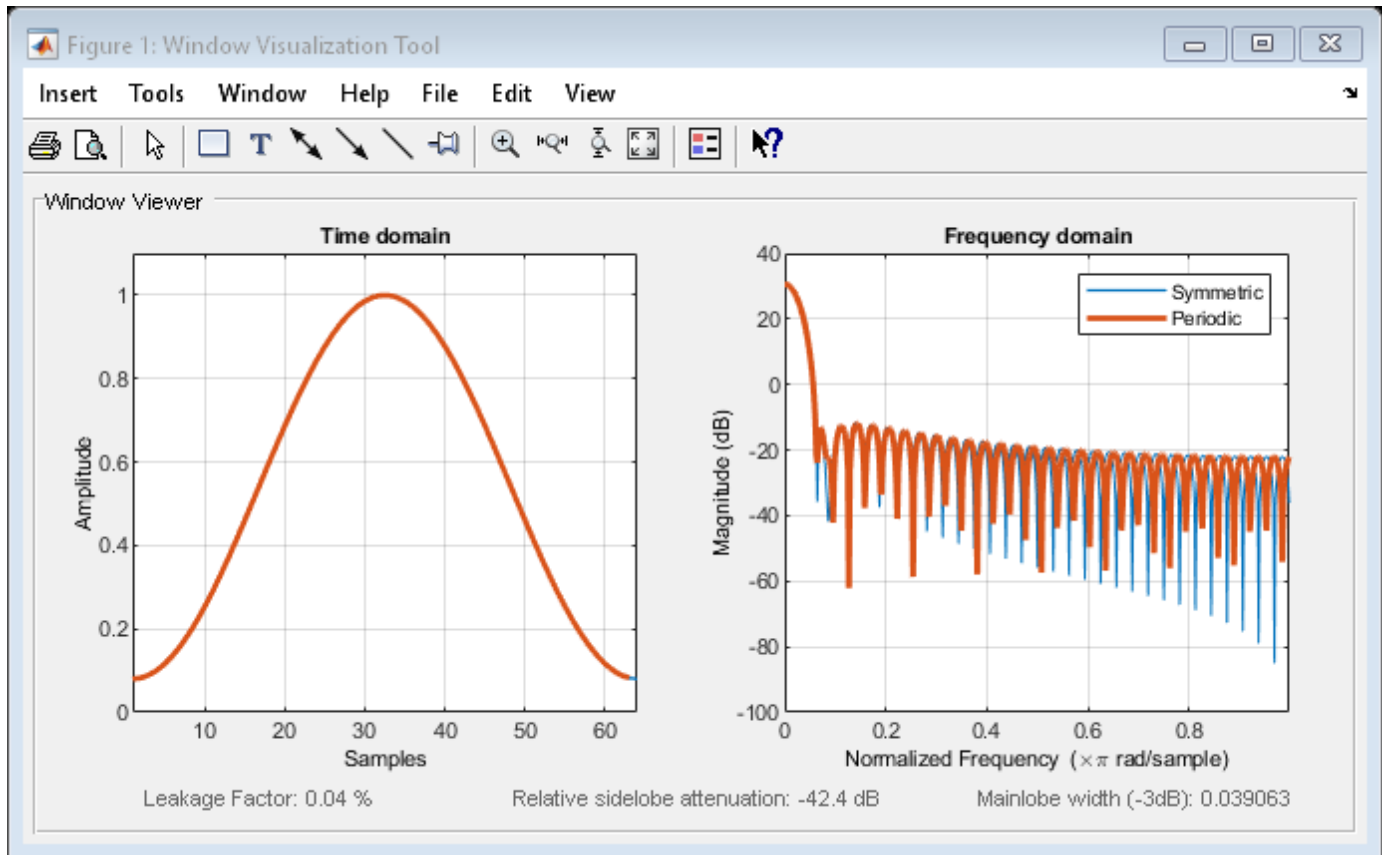 Figure 1: Window Visualization Tool
Insert Tools Window Help File Edit View
T
Window Viewer
Time domain
Amplitude
1
0.8
0.6
0.4
0.2
0
10 20 30 40 50 60
Samples
Frequency domain
Magnitude (dB)
40
20
0
-20
-40
-60
-80
-100
Symmetric
Periodic
0 0.2 0.4 0.6 0.8
Normalized Frequency (×π rad/sample)
Leakage Factor: 0.04 % Relative sidelobe attenuation: -42.4 dB Mainlobe width (-3dB): 0.039063